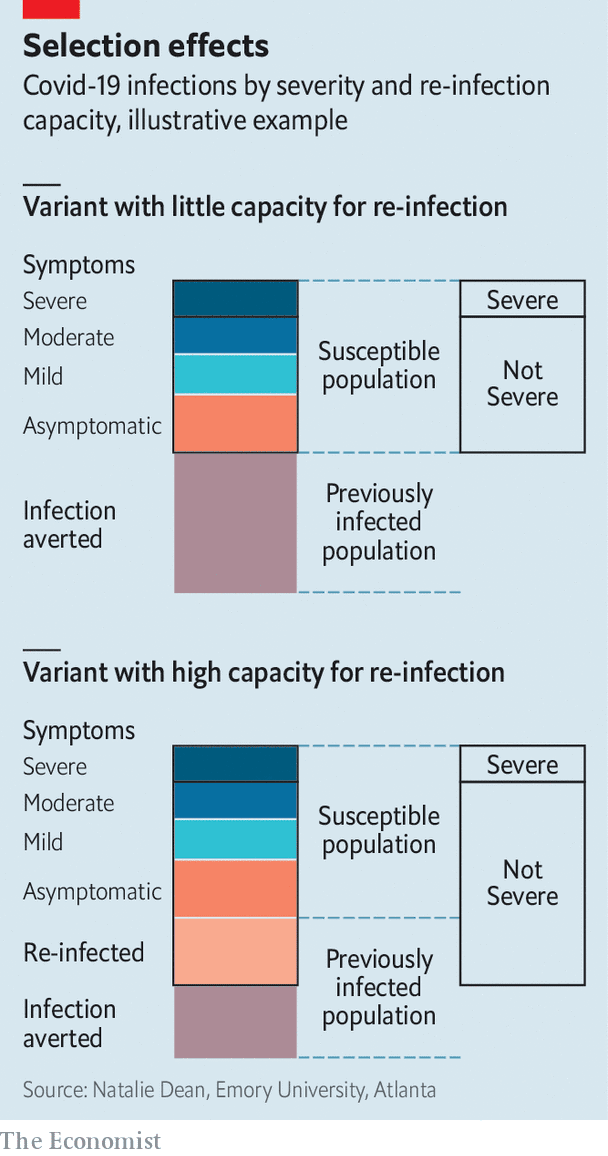 Selection effects
Covid-19 infections by severity and re-infection
capacity, illustrative example
Variant with little capacity for re-infection
Symptoms
Severe
Moderate
Mild
Asymptomatic
Infection
averted
Susceptible
population
Previously
infected
population
Severe
Not
Severe
Variant with high capacity for re-infection
Symptoms
Severe
Moderate
Mild
Asymptomatic
Re-infected
Infection
averted
Susceptible
population
Previously
infected
population
Severe
Not
Severe
Source: Natalie Dean, Emory University, Atlanta
The Economist